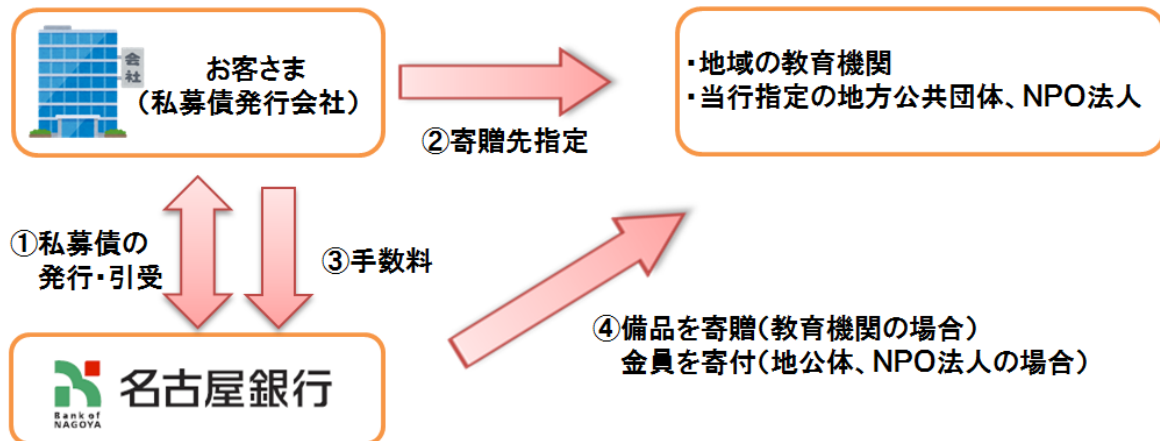 会
社
お客さま
（私募債発行会社）
・地域の教育機関
・当行指定の地方公共団体、NPO法人
②寄贈先指定
①私募債の
発行・引受
③手数料
④備品を寄贈（教育機関の場合）
金員を寄付（地公体、NPO法人の場合）
名古屋銀行
Bank of
NAGOYA